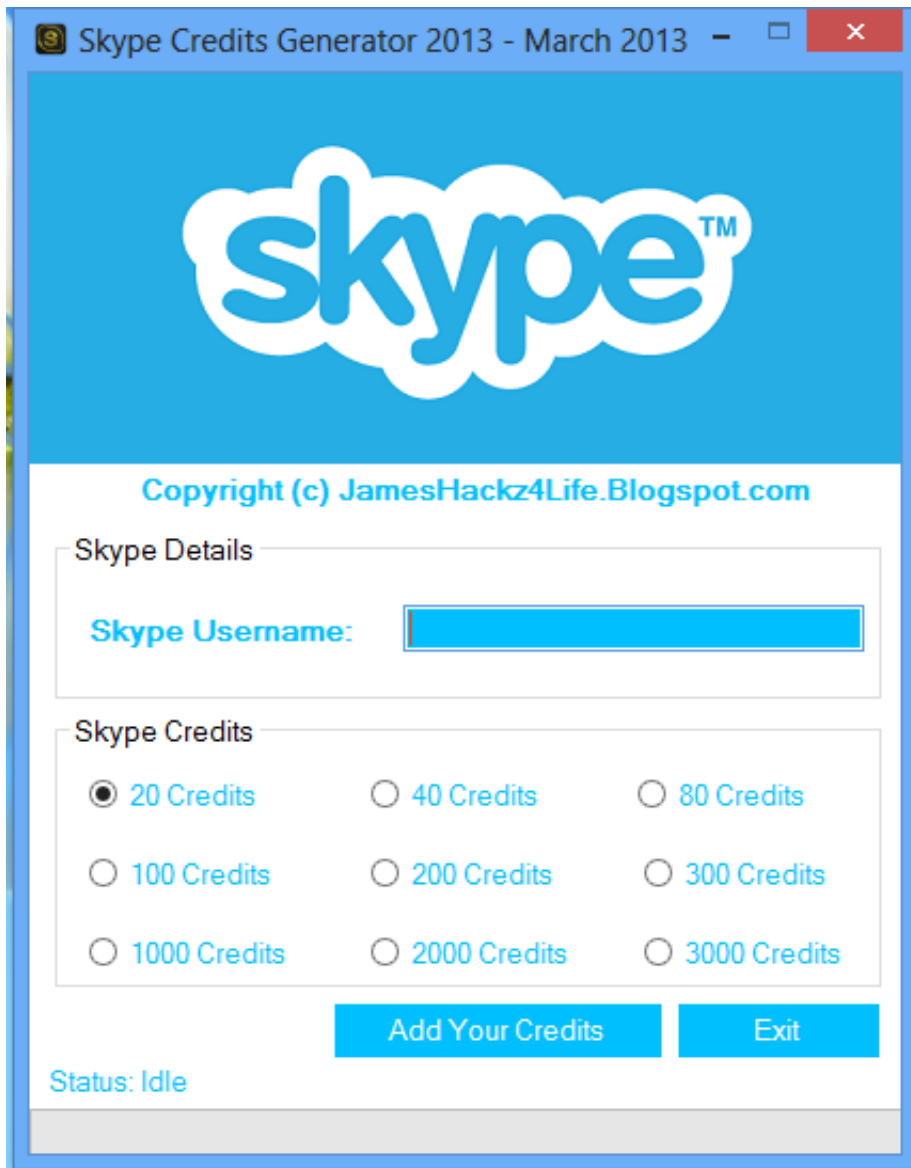 Skype Credits Generator 2013 - March 2013
skype™
Copyright (c) JamesHackz4Life.Blogspot.com
Skype Details
Skype Username:
Skype Credits
20 Credits 40 Credits 80 Credits
100 Credits 200 Credits 300 Credits
1000 Credits 2000 Credits 3000 Credits
Add Your Credits Exit
Status: Idle